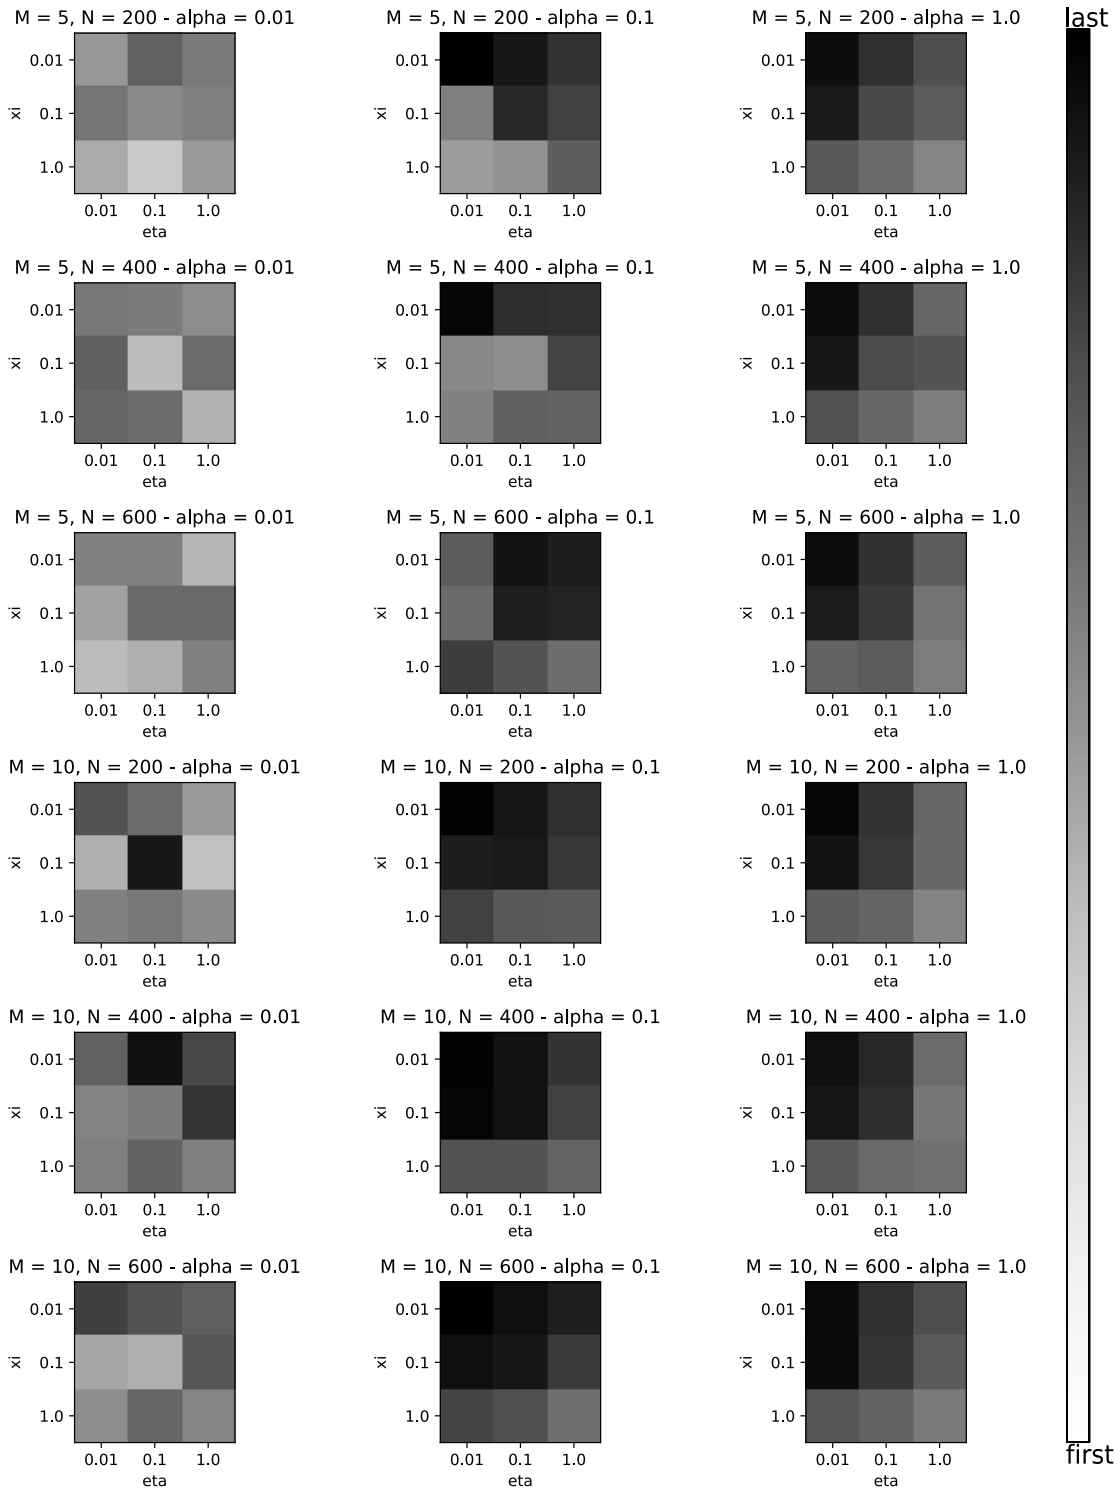 M = 5, N = 200 - alpha = 0.01
M = 5, N = 200 - alpha = 0.1
M = 5, N = 200 - alpha = 1.0
last
0.01
0.01
0.01
xi
0.1
xi
0.1
xi
0.1
1.0
1.0
1.0
0.01 0.1 1.0
0.01 0.1 1.0
0.01 0.1 1.0
eta
eta
eta
M = 5, N = 400 - alpha = 0.01
M = 5, N = 400 - alpha = 0.1
M = 5, N = 400 - alpha = 1.0
0.01
0.01
0.01
xi
0.1
xi
0.1
xi
0.1
1.0
1.0
1.0
0.01 0.1 1.0
0.01 0.1 1.0
0.01 0.1 1.0
eta
eta
eta
M = 5, N = 600 - alpha = 0.01
M = 5, N = 600 - alpha = 0.1
M = 5, N = 600 - alpha = 1.0
0.01
0.01
0.01
xi
0.1
xi
0.1
xi
0.1
1.0
1.0
1.0
0.01 0.1 1.0
0.01 0.1 1.0
0.01 0.1 1.0
eta
eta
eta
M = 10, N = 200 - alpha = 0.01
M = 10, N = 200 - alpha = 0.1
M = 10, N = 200 - alpha = 1.0
0.01
0.01
0.01
xi
0.1
xi
0.1
xi
0.1
1.0
1.0
1.0
0.01 0.1 1.0
0.01 0.1 1.0
0.01 0.1 1.0
eta
eta
eta
M = 10, N = 400 - alpha = 0.01
M = 10, N = 400 - alpha = 0.1
M = 10, N = 400 - alpha = 1.0
0.01
0.01
0.01
xi
0.1
xi
0.1
xi
0.1
1.0
1.0
1.0
0.01 0.1 1.0
0.01 0.1 1.0
0.01 0.1 1.0
eta
eta
eta
M = 10, N = 600 - alpha = 0.01
M = 10, N = 600 - alpha = 0.1
M = 10, N = 600 - alpha = 1.0
0.01
0.01
0.01
xi
0.1
xi
0.1
xi
0.1
1.0
1.0
1.0
first
0.01 0.1 1.0
0.01 0.1 1.0
0.01 0.1 1.0
eta
eta
eta